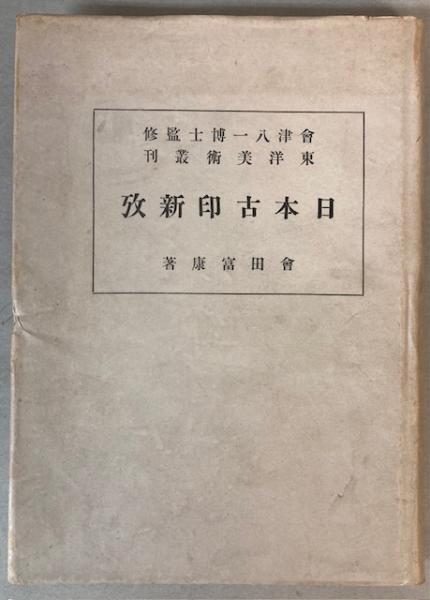 會津八一博士監修
東洋美術叢刊
日本古印新攷
會田富康著